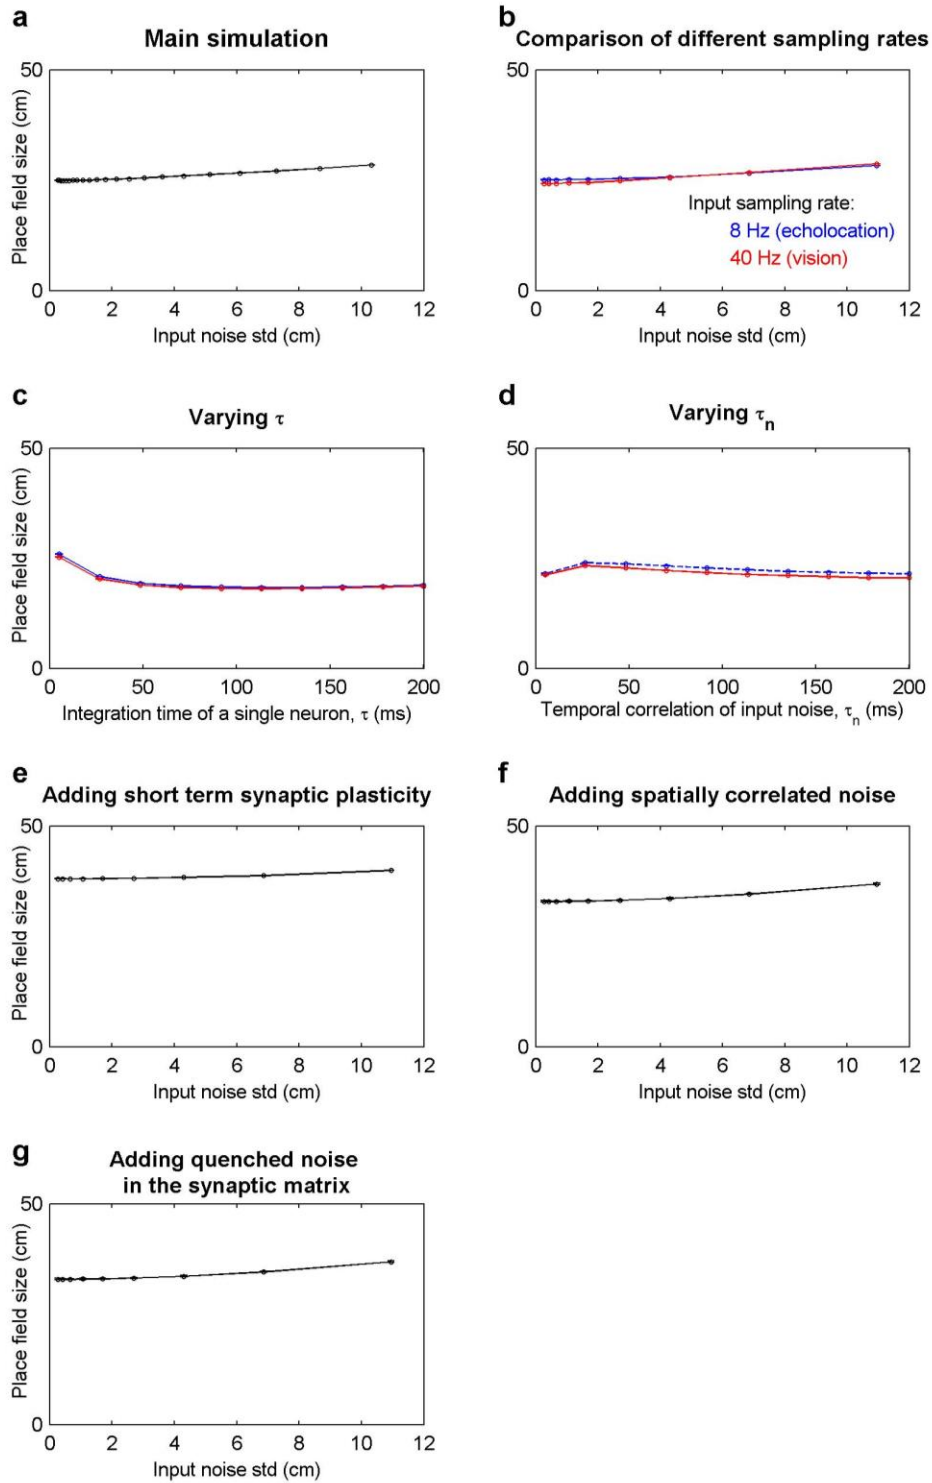 a
Main simulation
50
Place field size (cm)
0
0 2 4 6 8 10 12
Input noise std (cm)
b
Comparison of different sampling rates
50
Input sampling rate:
8 Hz (echolocation)
40 Hz (vision)
0
0 2 4 6 8 10 12
Input noise std (cm)
c
Varying τ
50
Place field size (cm)
0
0 50 100 150 200
Integration time of a single neuron, τ (ms)
d
Varying τn
50
0
0 50 100 150 200
Temporal correlation of input noise, τn (ms)
e
Adding short term synaptic plasticity
50
Place field size (cm)
0
0 2 4 6 8 10 12
Input noise std (cm)
f
Adding spatially correlated noise
50
0
0 2 4 6 8 10 12
Input noise std (cm)
g
Adding quenched noise
in the synaptic matrix
50
Place field size (cm)
0
0 2 4 6 8 10 12
Input noise std (cm)